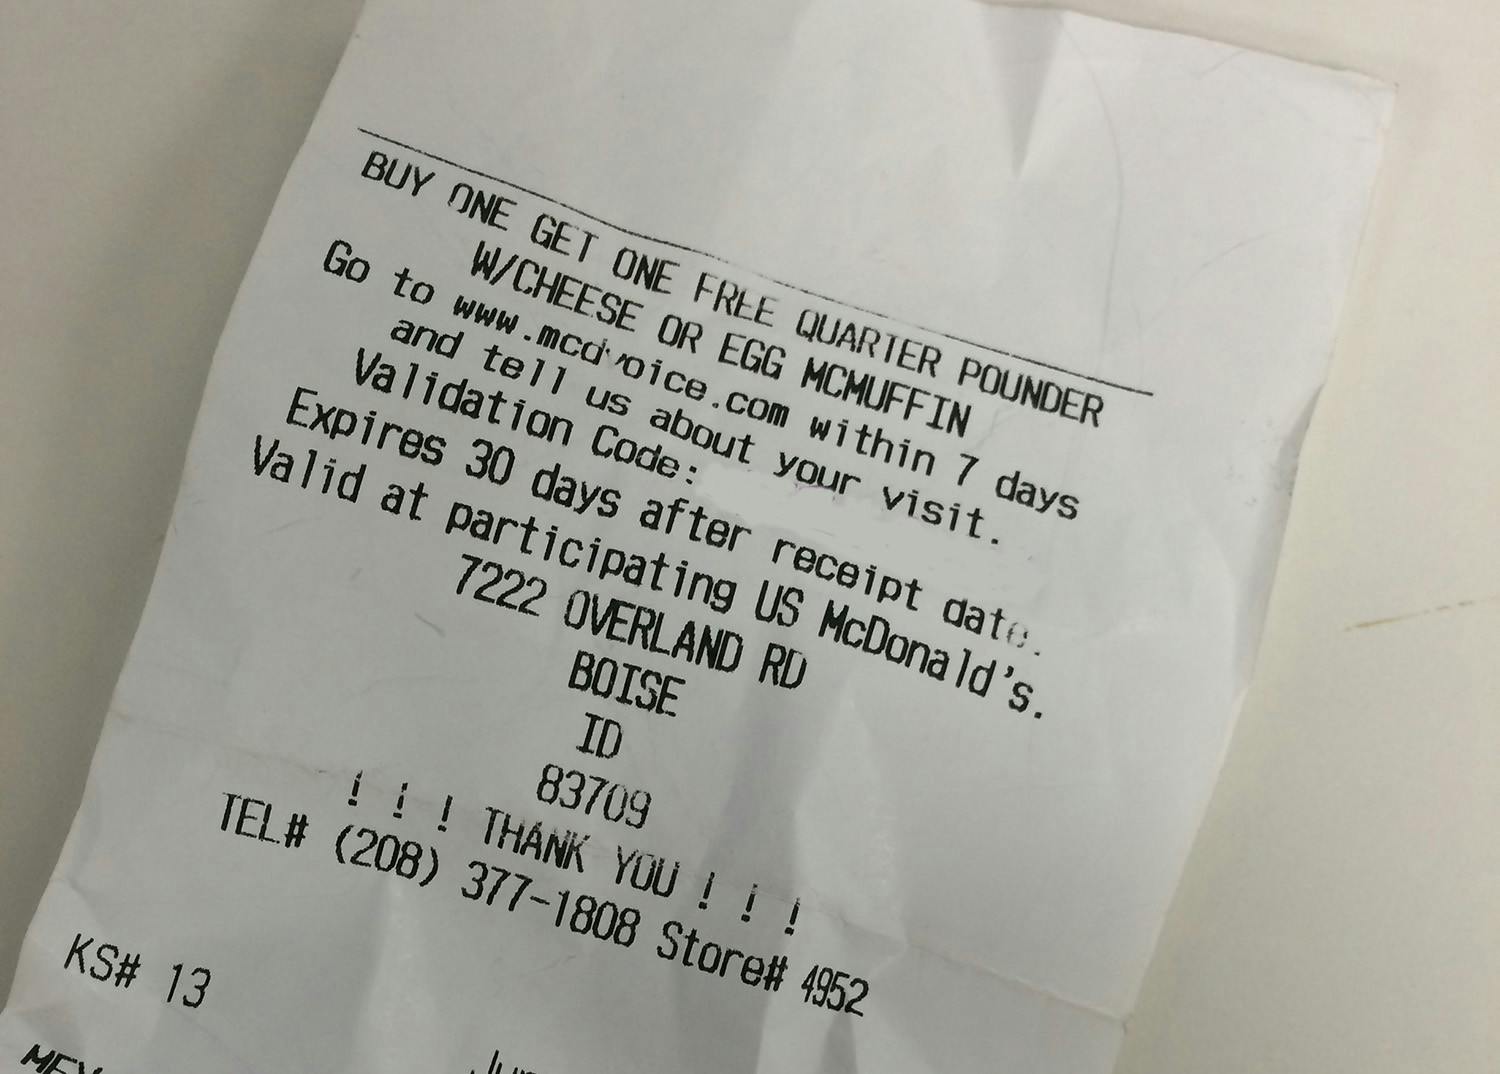 BUY ONE GET ONE FREE QUARTER POUNDER
W/CHEESE OR EGG MCMUFFIN
Go to www.mcdvoice.com within 7 days
and tell us about your visit.
Validation Code:
Expires 30 days after receipt date.
Valid at participating US McDonald's.
7222 OVERLAND RD
BOISE
ID
83709
! ! ! THANK YOU ! ! !
TEL# (208) 377-1808 Store# 4952
KS# 13